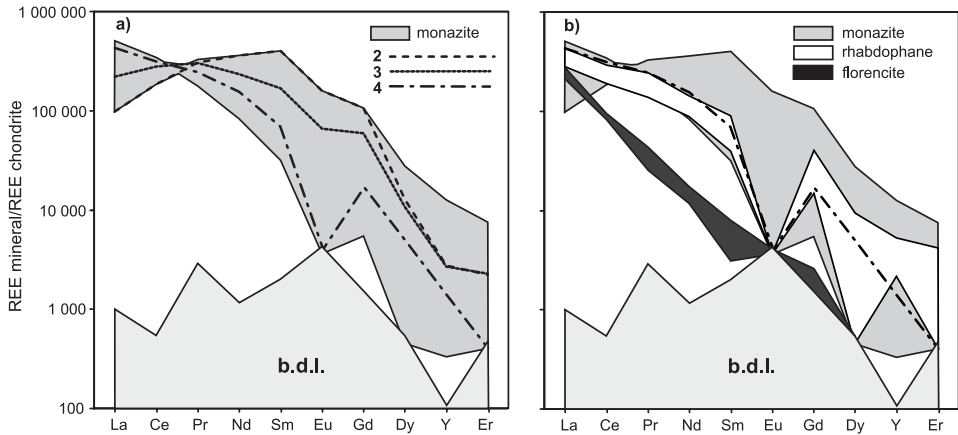 REE mineral/REE chondrite
1 000 000
100 000
10 000
1 000
100
a)
monazite
2
3
4
b.d.l.
La Ce Pr Nd Sm Eu Gd Dy Y Er
b)
monazite
rhabdophane
florencite
b.d.l.
La Ce Pr Nd Sm Eu Gd Dy Y Er